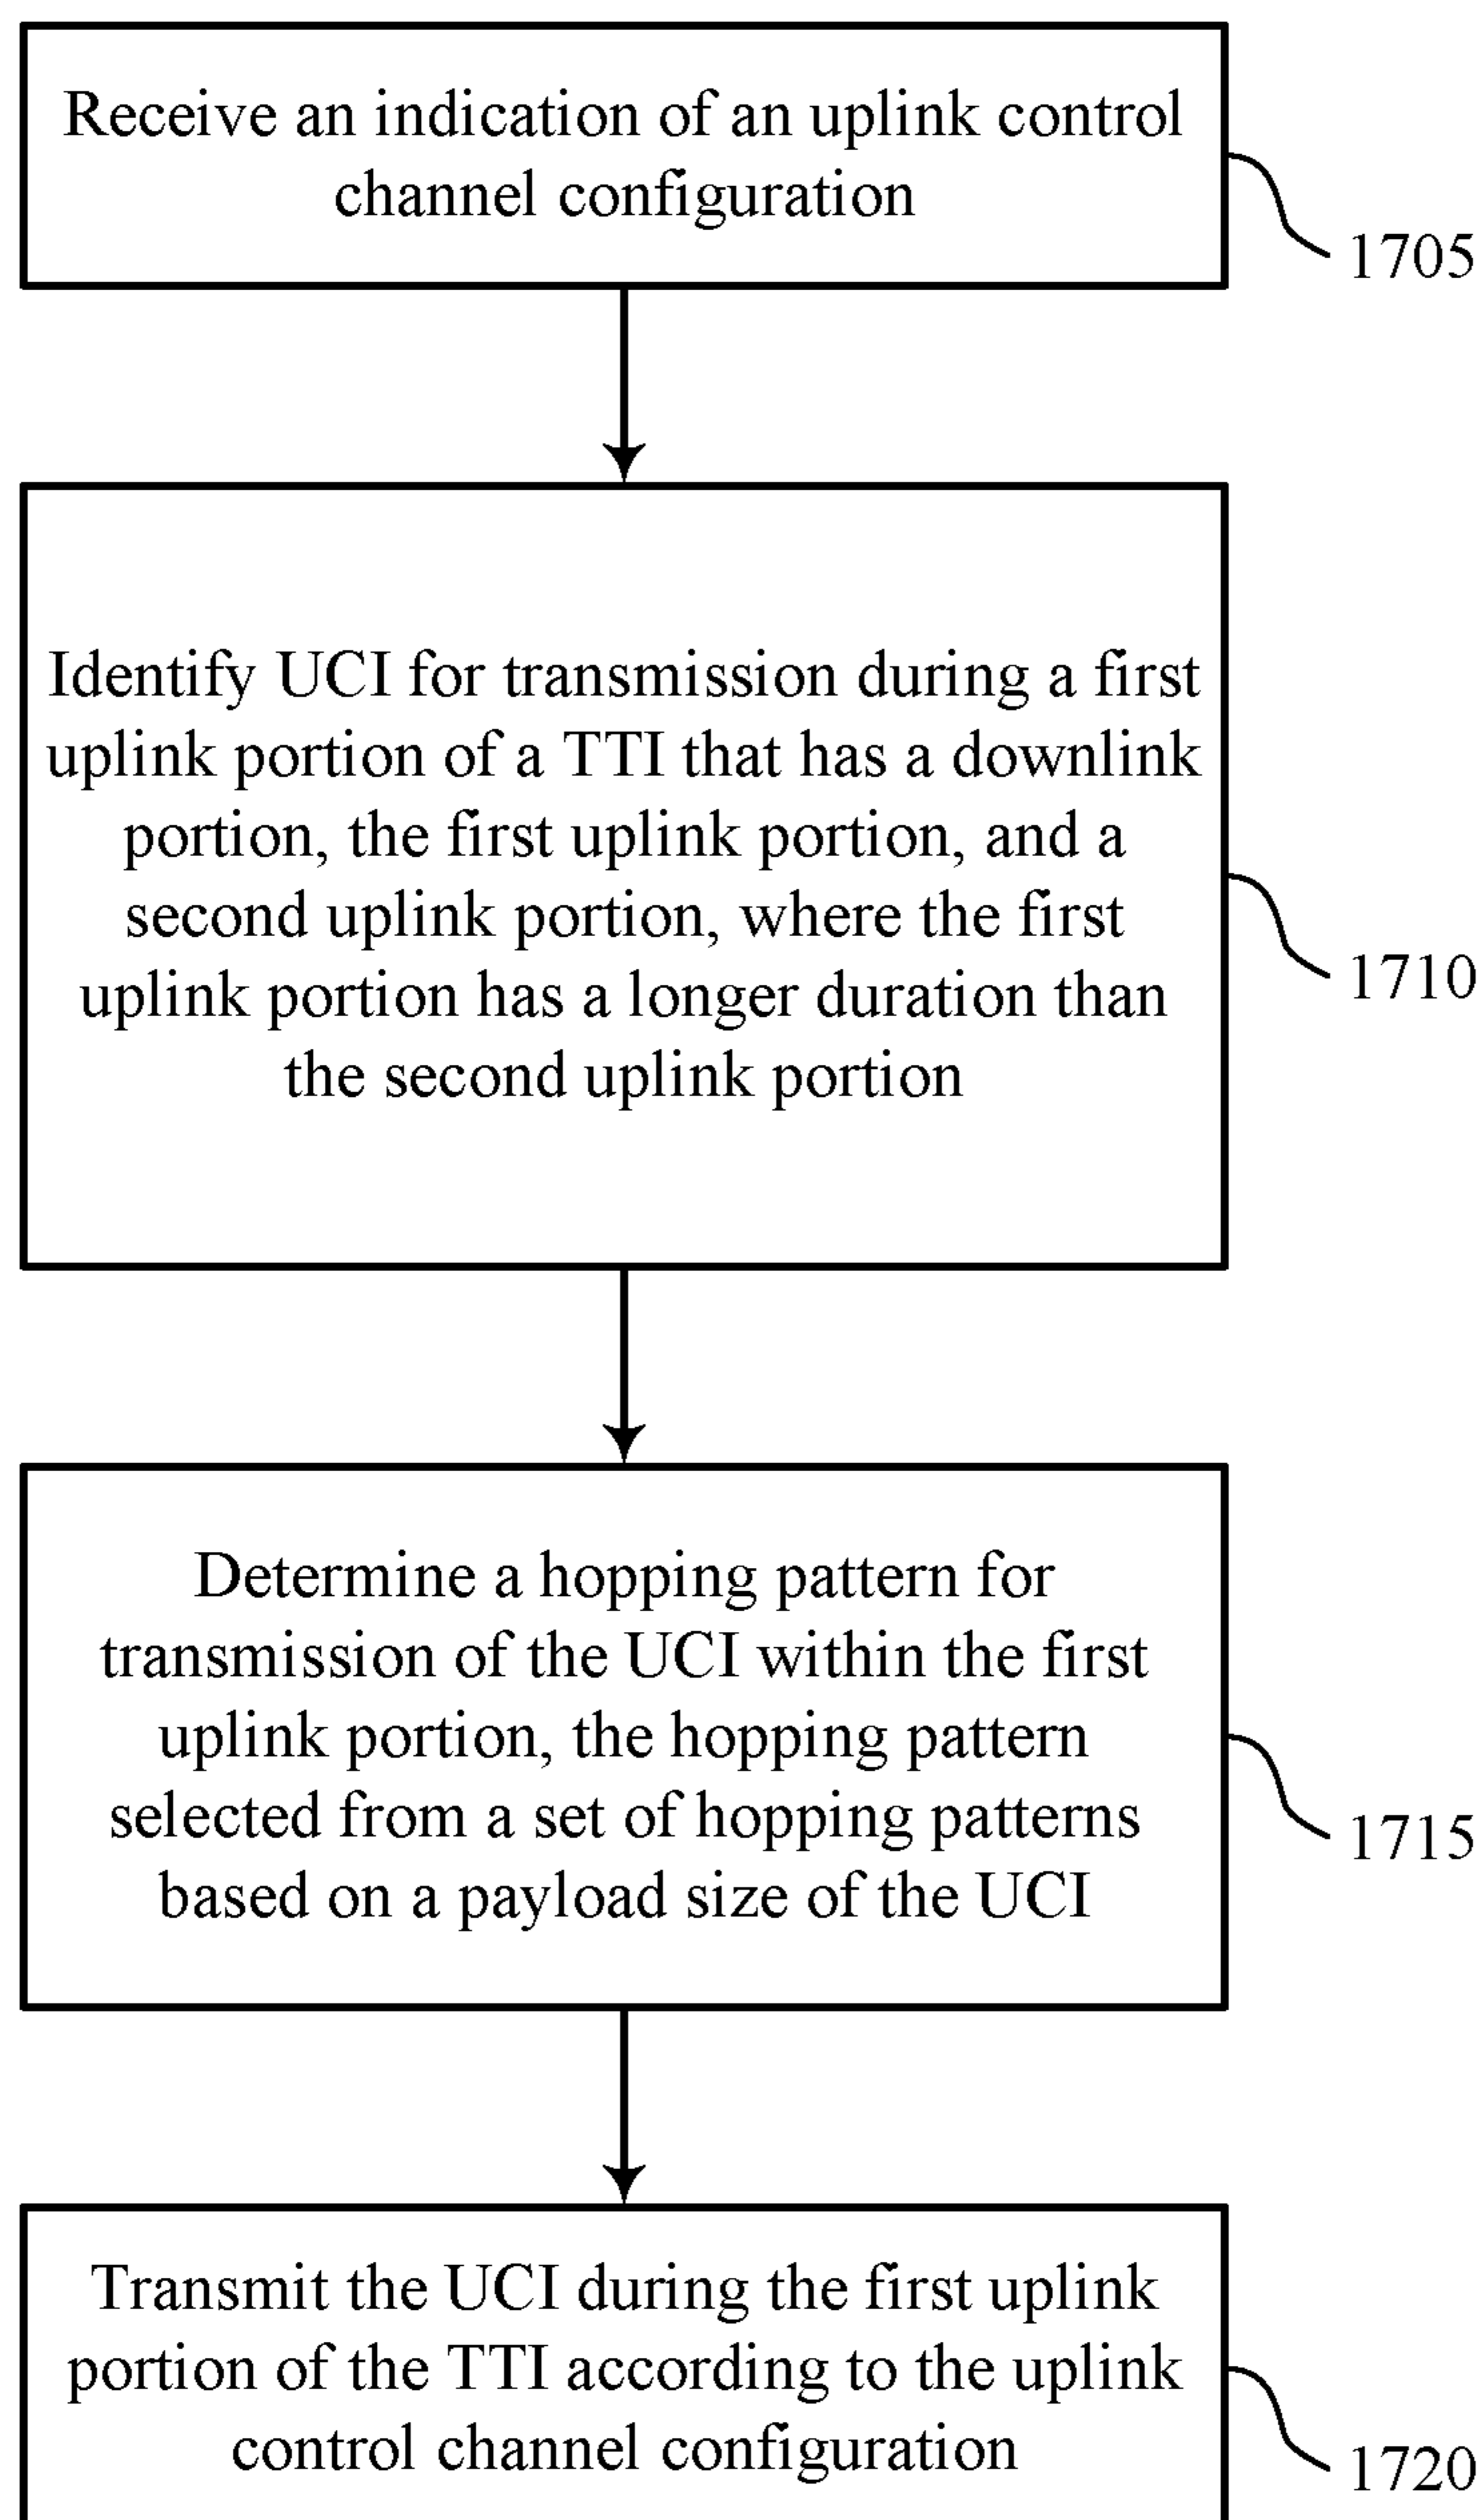 Receive an indication of an uplink control
channel configuration
1705
Identify UCI for transmission during a first
uplink portion of a TTI that has a downlink
portion, the first uplink portion, and a
second uplink portion, where the first
uplink portion has a longer duration than
the second uplink portion
1710
Determine a hopping pattern for
transmission of the UCI within the first
uplink portion, the hopping pattern
selected from a set of hopping patterns
based on a payload size of the UCI
1715
Transmit the UCI during the first uplink
portion of the TTI according to the uplink
control channel configuration
1720